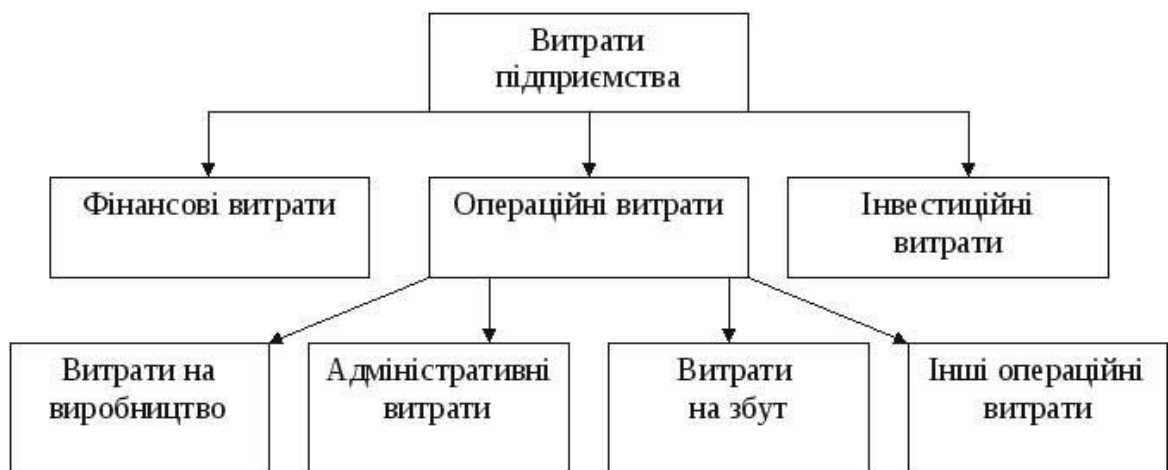 Витрати
підприємства
Фінансові витрати
Операційні витрати
Інвестиційні
витрати
Витрати на
виробництво
Адміністративні
витрати
Витрати
на збут
Інші операційні
витрати